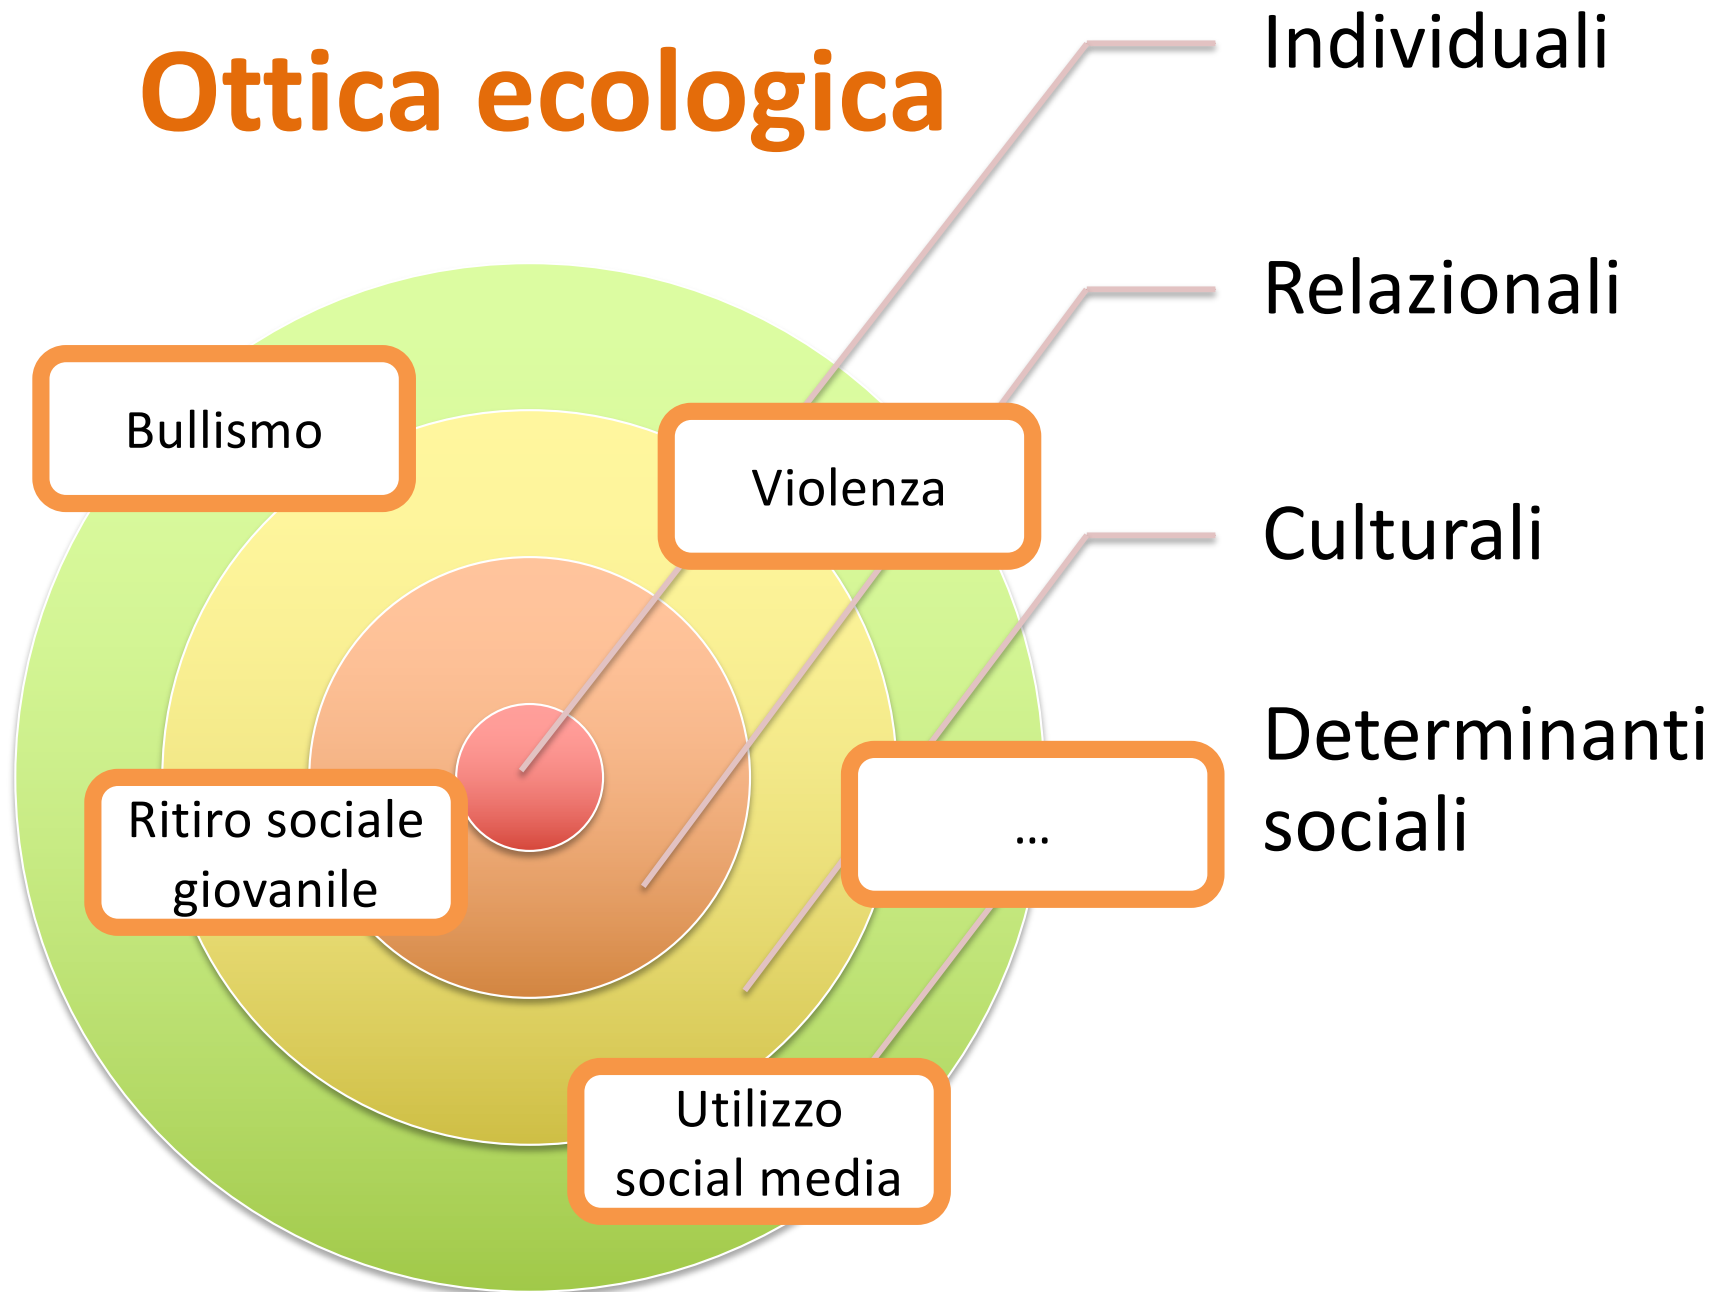 Ottica ecologica
Individuali
Relazionali
Culturali
Determinanti
sociali
Bullismo
Violenza
Ritiro sociale
giovanile
...
Utilizzo
social media